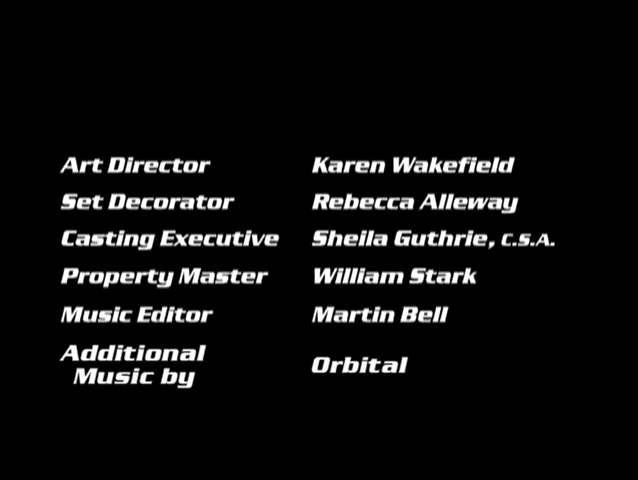 Art Director Karen Wakefield
Set Decorator Rebecca Alleway
Casting Executive Sheila Guthrie, C.S.A.
Property Master William Stark
Music Editor Martin Bell
Additional
Music by Orbital